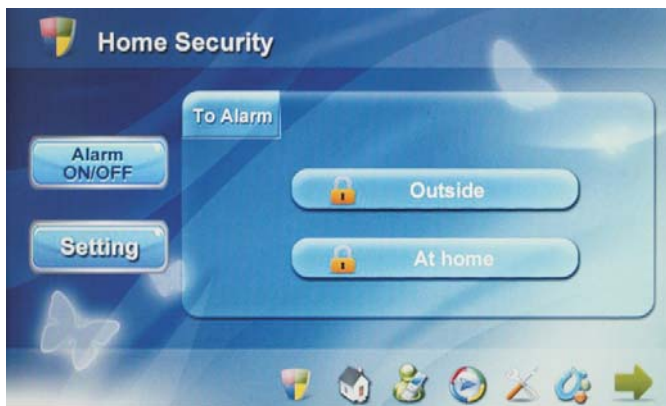 Home Security
To Alarm
Alarm
ON/OFF
Outside
Setting
At home